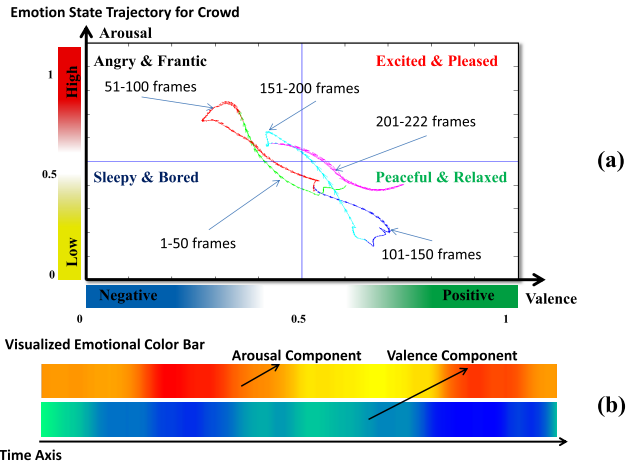 Emotion State Trajectory for Crowd
Arousal
1
High
Angry & Frantic
Excited & Pleased
51-100 frames
151-200 frames
201-222 frames
(a)
0.5
Sleepy & Bored
Peaceful & Relaxed
1-50 frames
101-150 frames
Low
0
Negative
Positive
Valence
0
0.5
1
Visualized Emotional Color Bar
Arousal Component
Valence Component
(b)
Time Axis